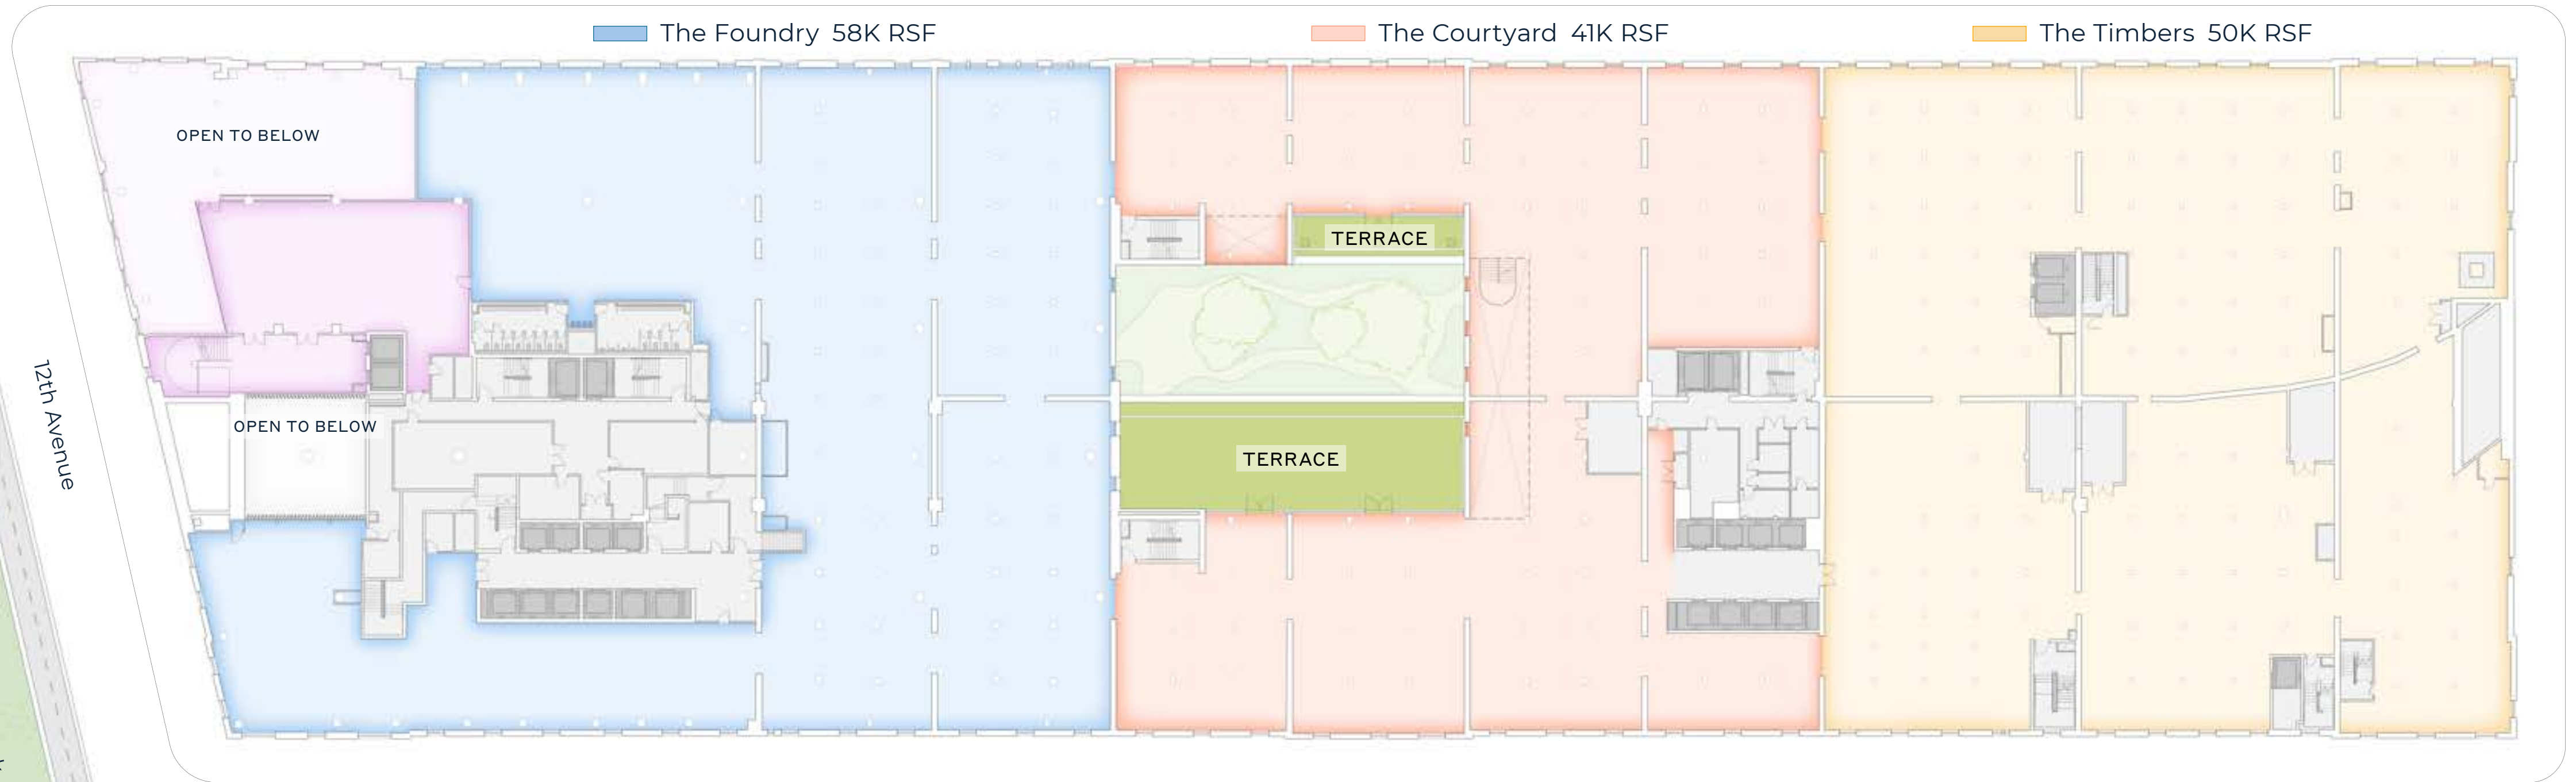 The Foundry 58K RSF
The Courtyard 41K RSF
The Timbers 50K RSF
OPEN TO BELOW
TERRACE
12th Avenue
OPEN TO BELOW
TERRACE